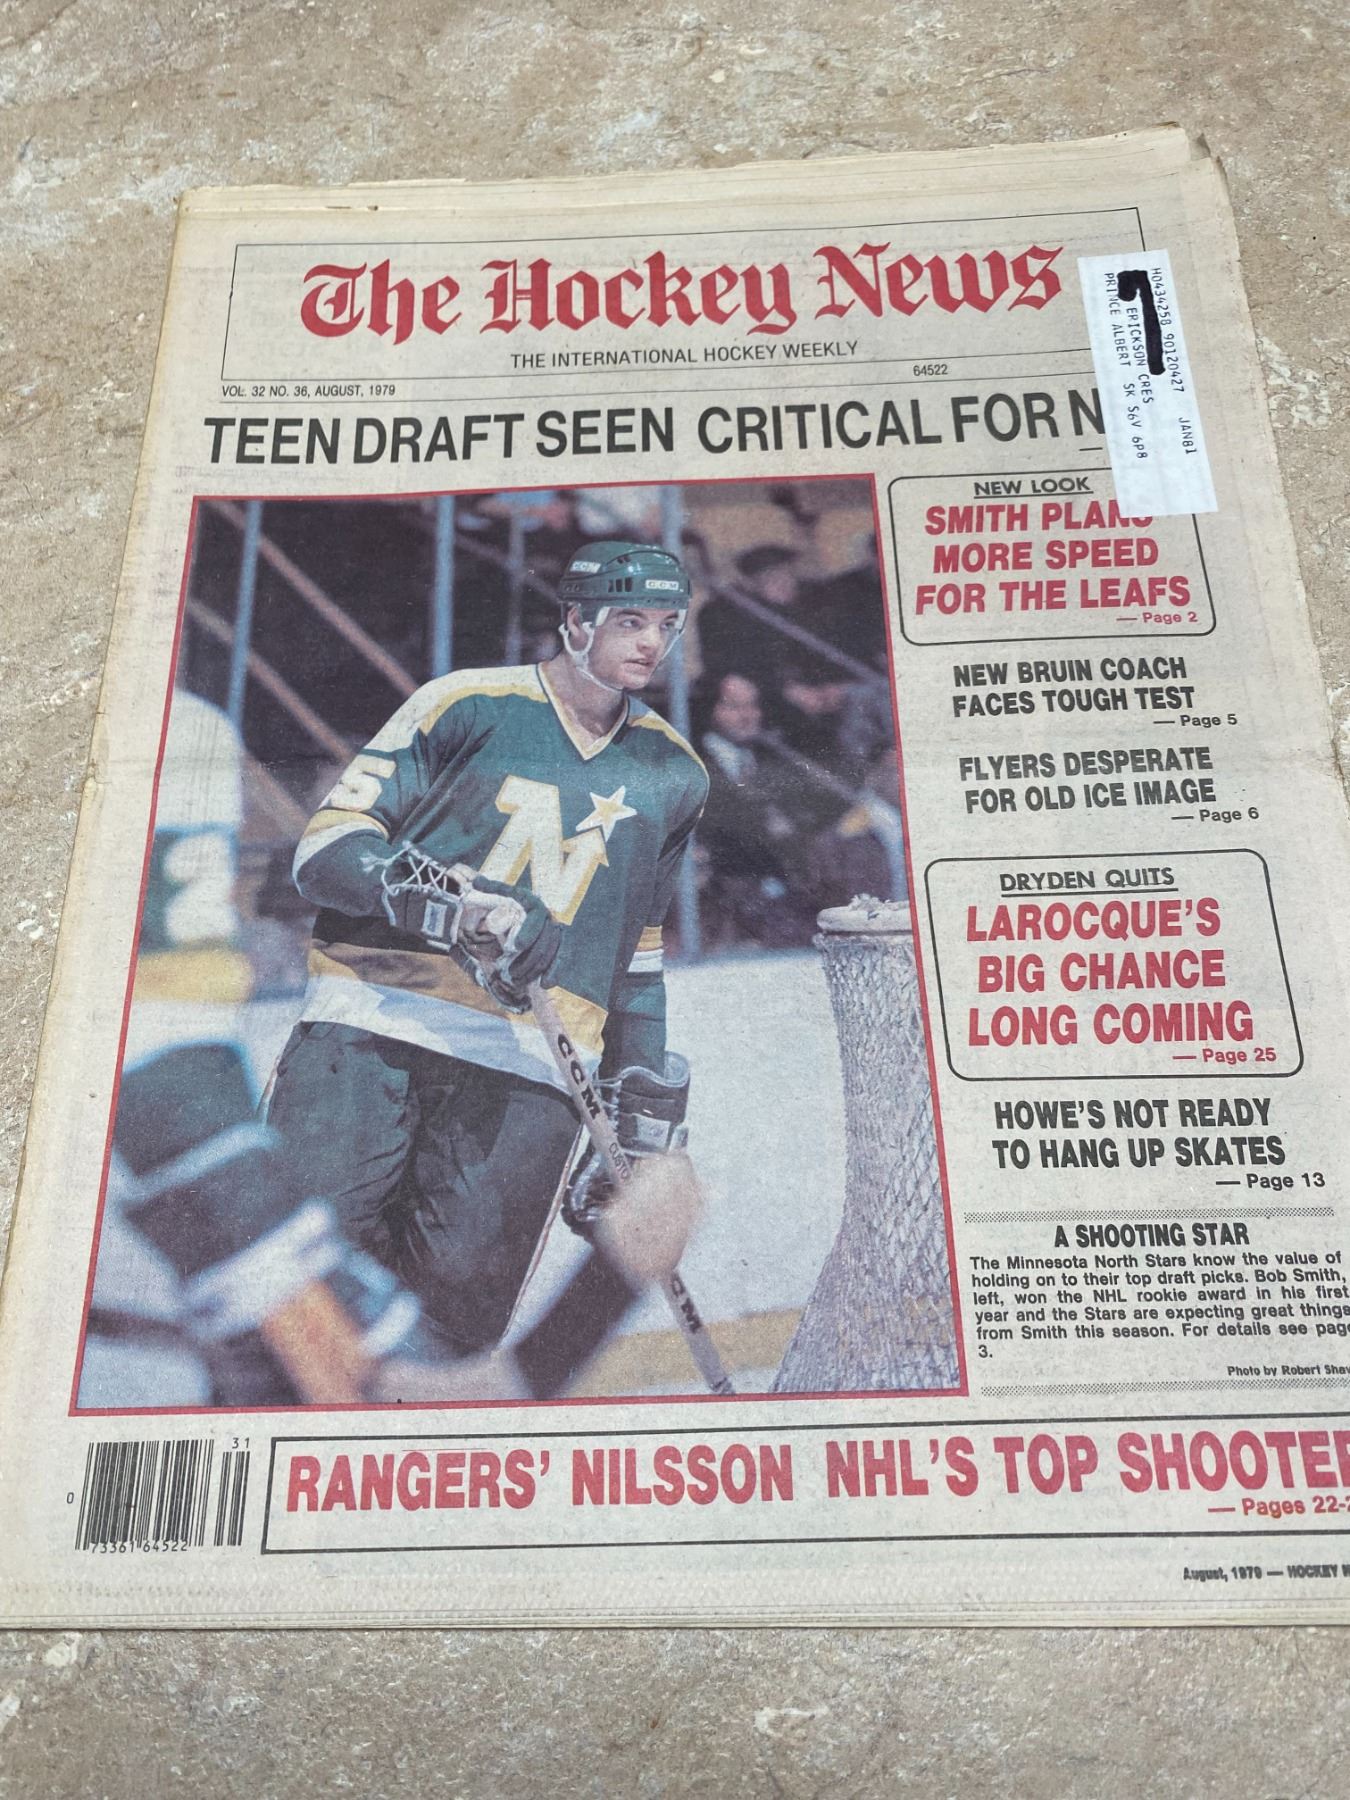 The Hockey News
THE INTERNATIONAL HOCKEY WEEKLY
64522
VOL. 32 NO. 36, AUGUST, 1979
H0434258 90120427 JAN81
ERICKSON CRES
PRINCE ALBERT SK S6V 6P8
TEEN DRAFT SEEN CRITICAL FOR N
NEW LOOK
SMITH PLANS
MORE SPEED
FOR THE LEAFS
— Page 2
NEW BRUIN COACH
FACES TOUGH TEST
— Page 5
FLYERS DESPERATE
FOR OLD ICE IMAGE
— Page 6
DRYDEN QUITS
LAROCQUE'S
BIG CHANCE
LONG COMING
— Page 25
HOWE'S NOT READY
TO HANG UP SKATES
— Page 13
A SHOOTING STAR
The Minnesota North Stars know the value of
holding on to their top draft picks. Bob Smith,
left, won the NHL rookie award in his first
year and the Stars are expecting great things
from Smith this season. For details see page
3.
Photo by Robert Shav
CCM
5
N
CCM
RANGERS' NILSSON NHL'S TOP SHOOTER
— Pages 22-
31
0 73361 64522
August, 1979 — HOCKEY N